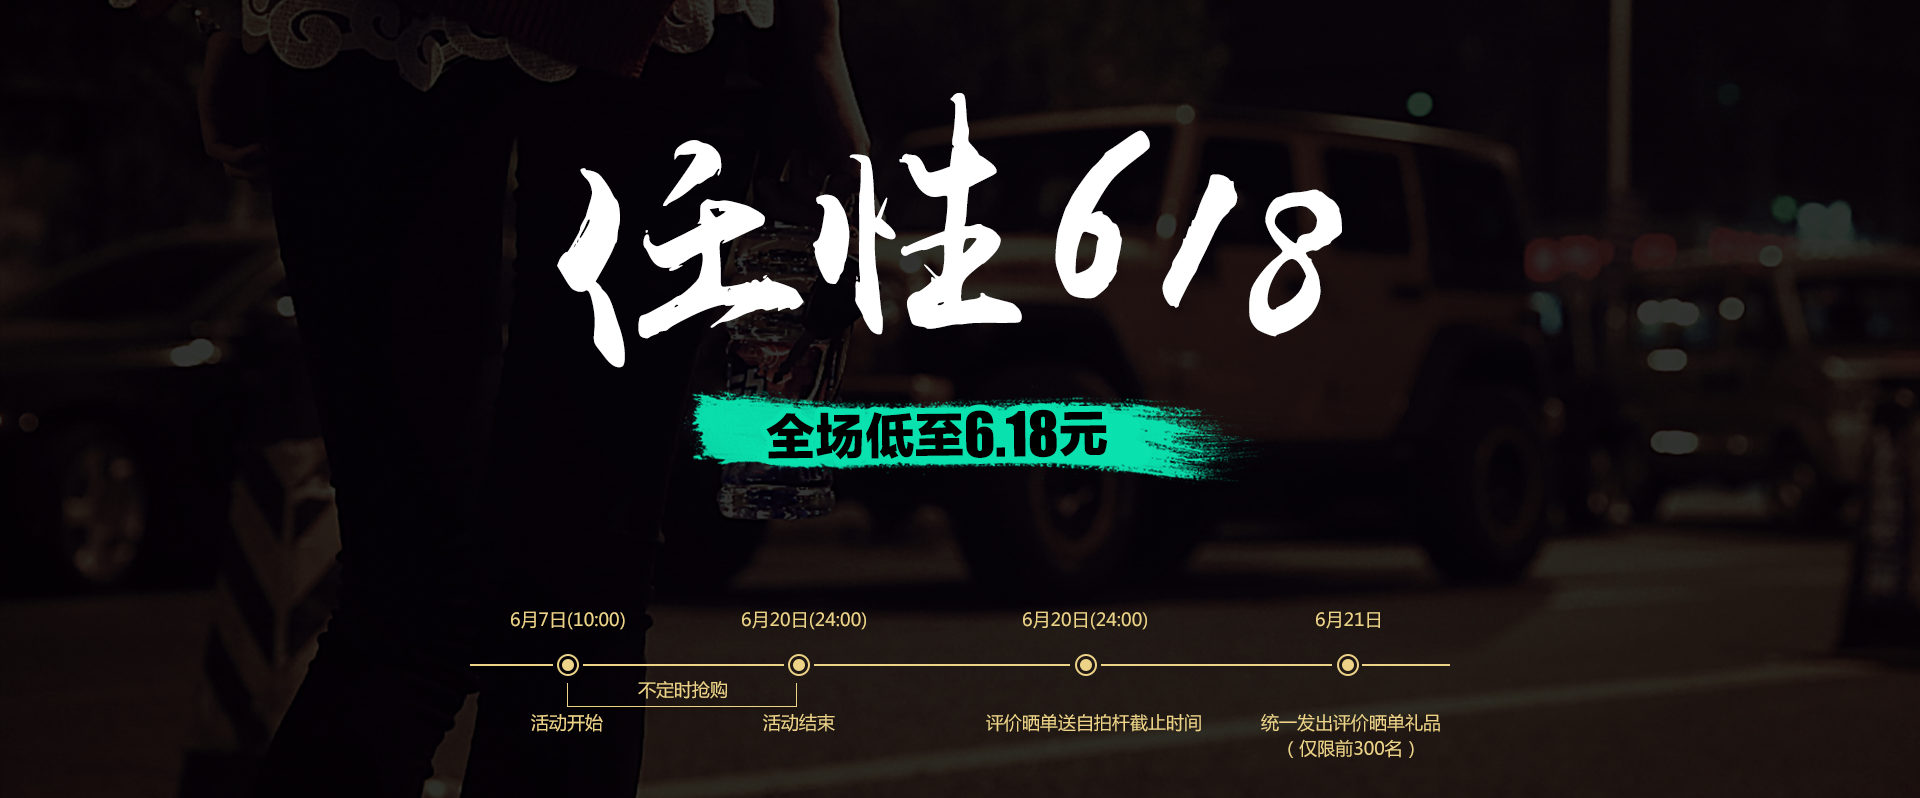 任性618
全场低至6.18元
6月7日(10:00)
6月20日(24:00)
6月20日(24:00)
6月21日
不定时抢购
活动开始
活动结束
评价晒单送自拍杆截止时间
统一发出评价晒单礼品
（仅限前300名）